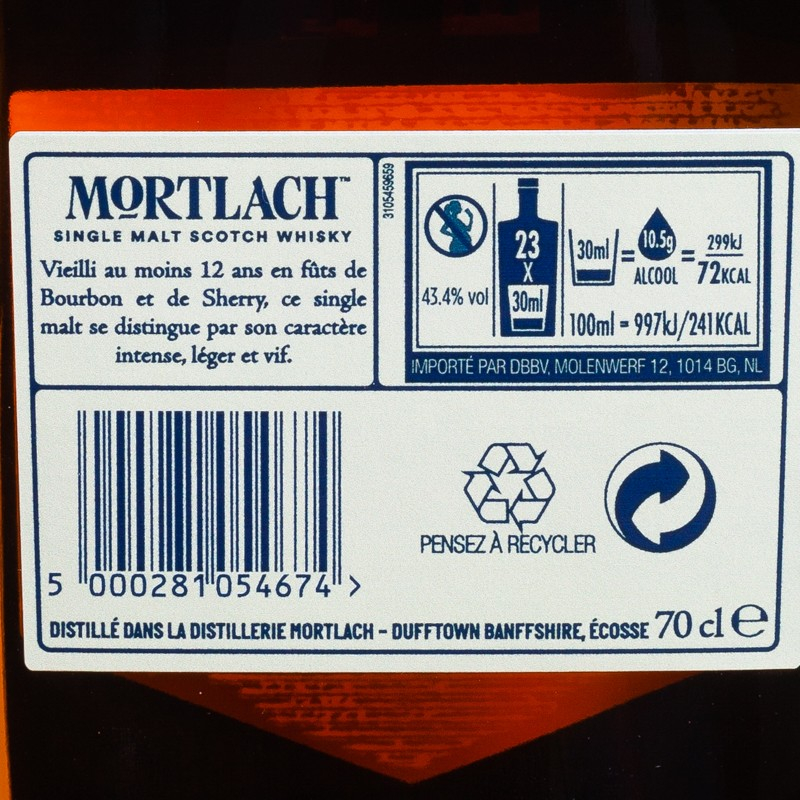 MORTLACH™
SINGLE MALT SCOTCH WHISKY
Vieilli au moins 12 ans en fûts de
Bourbon et de Sherry, ce single
malt se distingue par son caractère
intense, léger et vif.
3105459659
43.4% vol
23
X
30ml
30ml
=
10.5g
ALCOOL
=
299kJ
72KCAL
100ml = 997kJ/241KCAL
IMPORTÉ PAR DBBV, MOLENWERF 12, 1014 BG, NL
5 000281 054674 >
PENSEZ À RECYCLER
DISTILLÉ DANS LA DISTILLERIE MORTLACH - DUFFTOWN BANFFSHIRE, ÉCOSSE 70 cl e